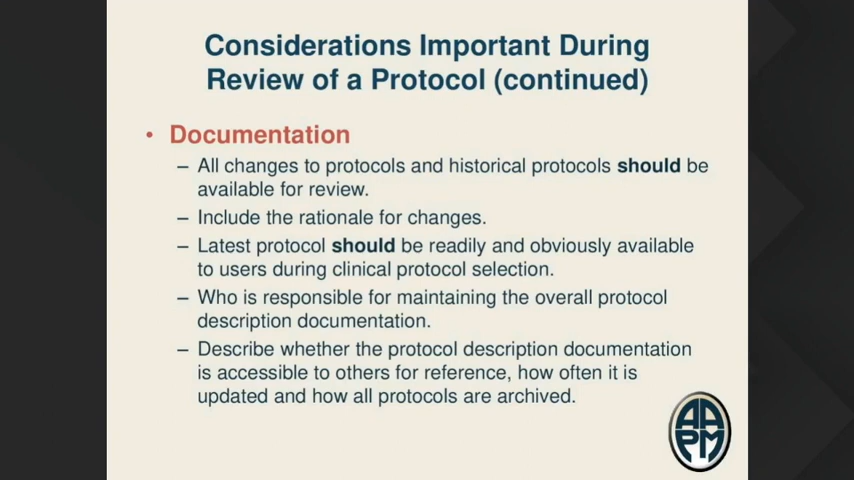 Considerations Important During
Review of a Protocol (continued)
• Documentation
– All changes to protocols and historical protocols should be
available for review.
– Include the rationale for changes.
– Latest protocol should be readily and obviously available
to users during clinical protocol selection.
– Who is responsible for maintaining the overall protocol
description documentation.
– Describe whether the protocol description documentation
is accessible to others for reference, how often it is
updated and how all protocols are archived.
AAPM